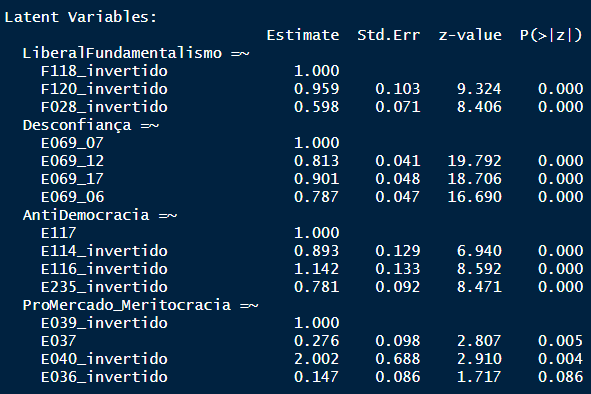 Latent Variables:
Estimate Std.Err z-value P(>|z|)
LiberalFundamentalismo =~
F118_invertido 1.000
F120_invertido 0.959 0.103 9.324 0.000
F028_invertido 0.598 0.071 8.406 0.000
Desconfiança =~
E069_07 1.000
E069_12 0.813 0.041 19.792 0.000
E069_17 0.901 0.048 18.706 0.000
E069_06 0.787 0.047 16.690 0.000
AntiDemocracia =~
E117 1.000
E114_invertido 0.893 0.129 6.940 0.000
E116_invertido 1.142 0.133 8.592 0.000
E235_invertido 0.781 0.092 8.471 0.000
ProMercado_Meritocracia =~
E039_invertido 1.000
E037 0.276 0.098 2.807 0.005
E040_invertido 2.002 0.688 2.910 0.004
E036_invertido 0.147 0.086 1.717 0.086